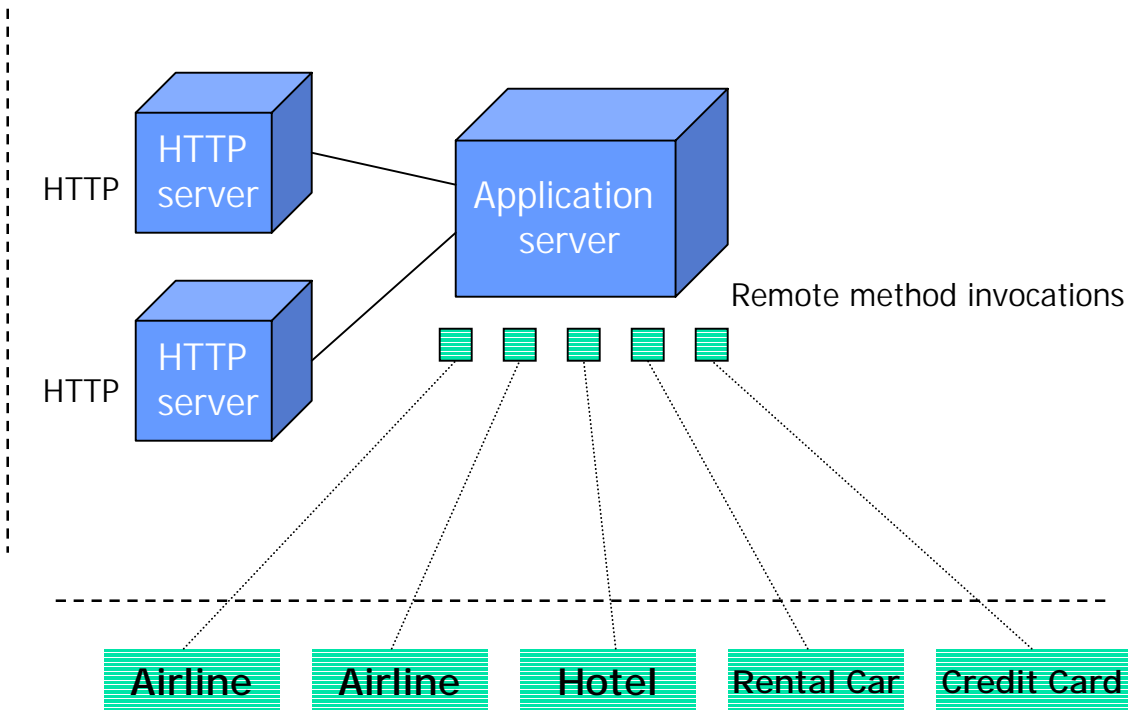 HTTP
HTTP
server
Application
server
Remote method invocations
HTTP
HTTP
server
Airline
Airline
Hotel
Rental Car
Credit Card